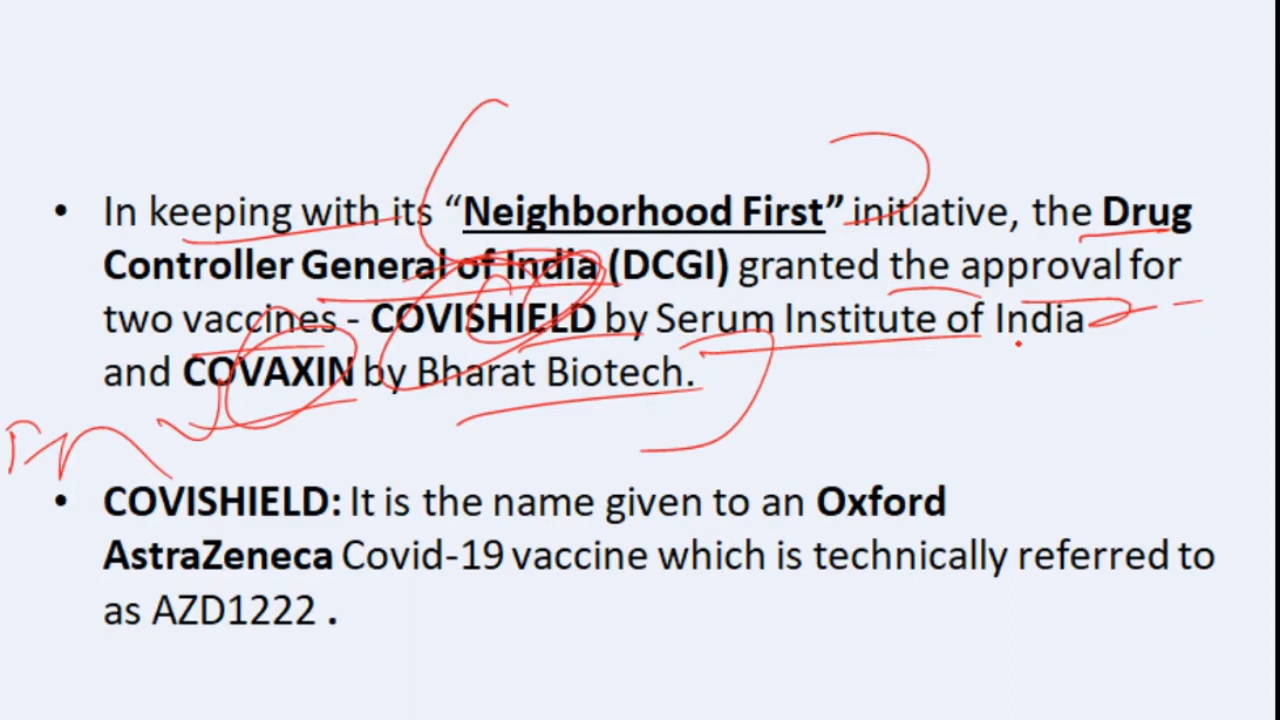 • In keeping with its “Neighborhood First” initiative, the Drug
Controller General of India (DCGI) granted the approval for
two vaccines - COVISHIELD by Serum Institute of India
and COVAXIN by Bharat Biotech.
• COVISHIELD: It is the name given to an Oxford
AstraZeneca Covid-19 vaccine which is technically referred to
as AZD1222 .